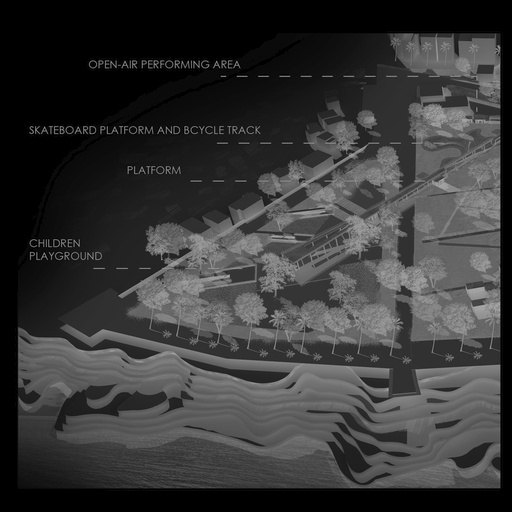 OPEN-AIR PERFORMING AREA
SKATEBOARD PLATFORM AND BCYCLE TRACK
PLATFORM
CHILDREN
PLAYGROUND